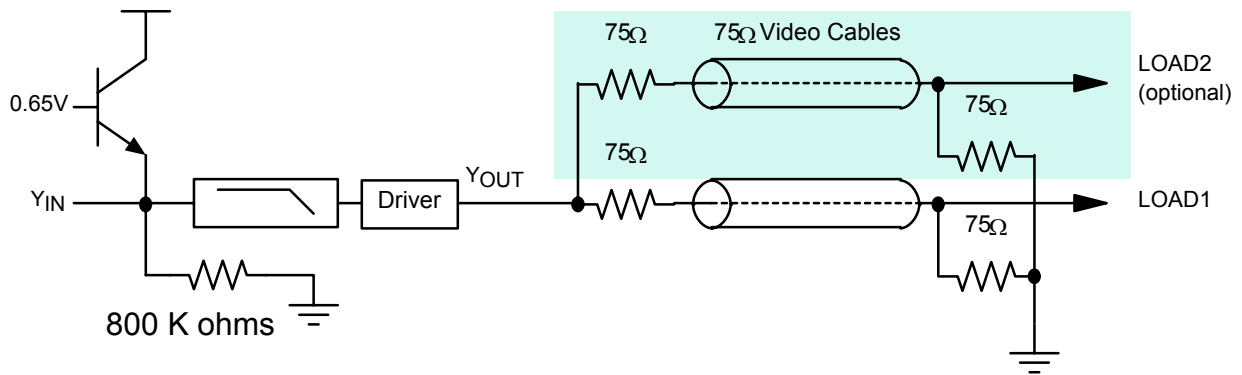 75Ω
75Ω Video Cables
LOAD2
(optional)
0.65V
75Ω
75Ω
YOUT
YIN
Driver
LOAD1
75Ω
800 K ohms